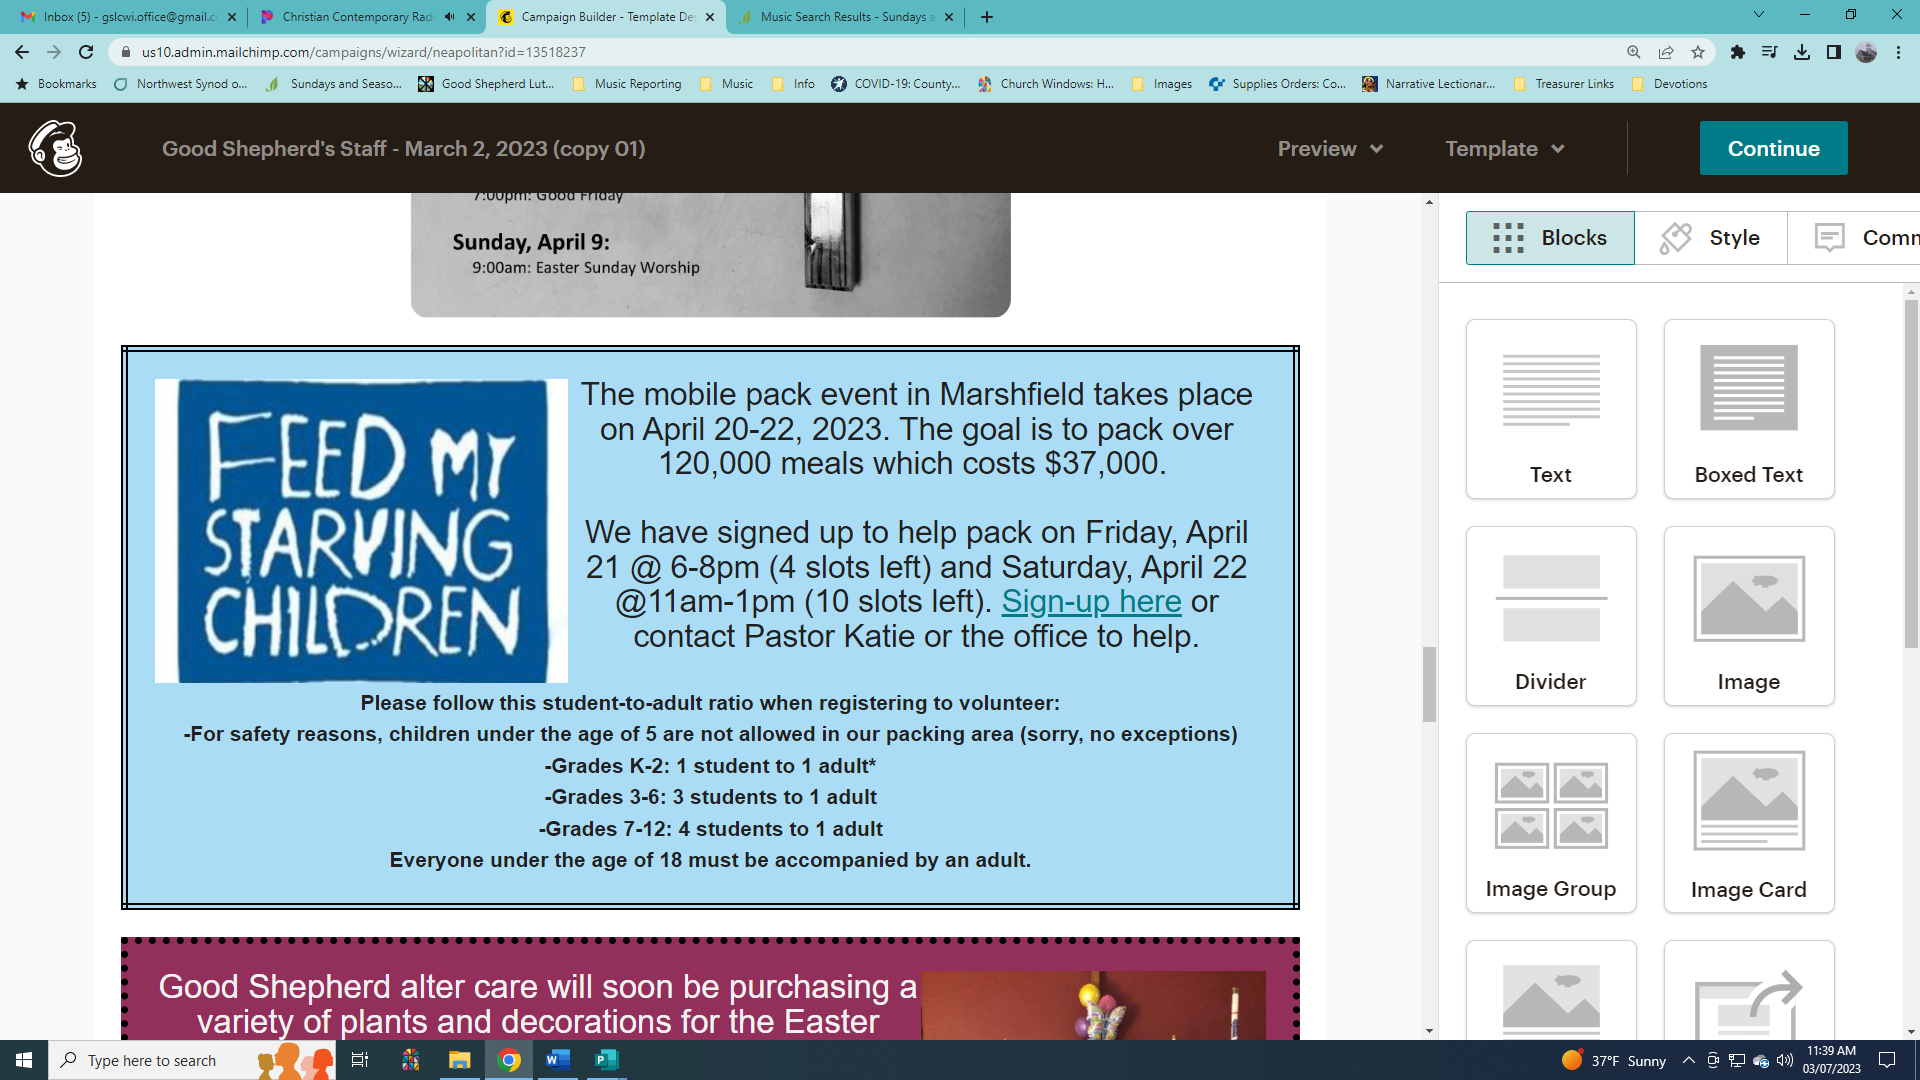 Inbox (5) - gslcwi.office@gmail.c
Christian Contemporary Rad
Campaign Builder - Template De
Music Search Results - Sundays a
us10.admin.mailchimp.com/campaigns/wizard/neapolitan?id=13518237
Bookmarks
Northwest Synod o...
Sundays and Seaso...
Good Shepherd Lut...
Music Reporting
Music
Info
COVID-19: County...
Church Windows: H...
Images
Supplies Orders: Co...
Narrative Lectionar...
Treasurer Links
Devotions
Good Shepherd's Staff - March 2, 2023 (copy 01)
Preview
Template
Continue
7:00pm: Good Friday
Sunday, April 9:
9:00am: Easter Sunday Worship
FEED MY
STARVING
CHILDREN
The mobile pack event in Marshfield takes place
on April 20-22, 2023. The goal is to pack over
120,000 meals which costs $37,000.
We have signed up to help pack on Friday, April
21 @ 6-8pm (4 slots left) and Saturday, April 22
@11am-1pm (10 slots left). Sign-up here or
contact Pastor Katie or the office to help.
Please follow this student-to-adult ratio when registering to volunteer:
-For safety reasons, children under the age of 5 are not allowed in our packing area (sorry, no exceptions)
-Grades K-2: 1 student to 1 adult*
-Grades 3-6: 3 students to 1 adult
-Grades 7-12: 4 students to 1 adult
Everyone under the age of 18 must be accompanied by an adult.
Good Shepherd alter care will soon be purchasing a
variety of plants and decorations for the Easter
Blocks
Style
Comm
Text
Boxed Text
Divider
Image
Image Group
Image Card
Type here to search
37°F Sunny
11:39 AM
03/07/2023